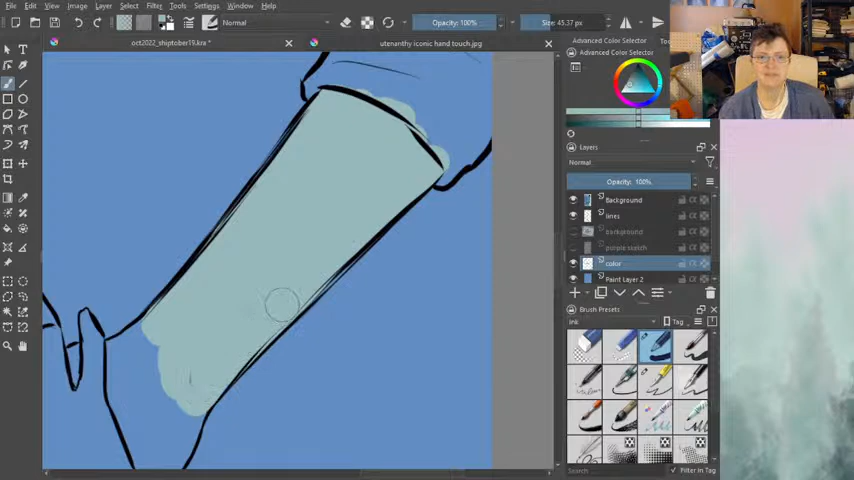 File Edit View Image Layer Select Filter Tools Settings Window Help
Normal Opacity: 100% Size: 45.37 px
oct2022_shiptober19.kra *
utenanthy iconic hand touch.jpg
Advanced Color Selector To
Advanced Color Selector
Layers
Normal
Opacity: 100%
Background
lines
background
purple sketch
color
Paint Layer 2
Brush Presets
Ink Tag
Search Filter in Tag